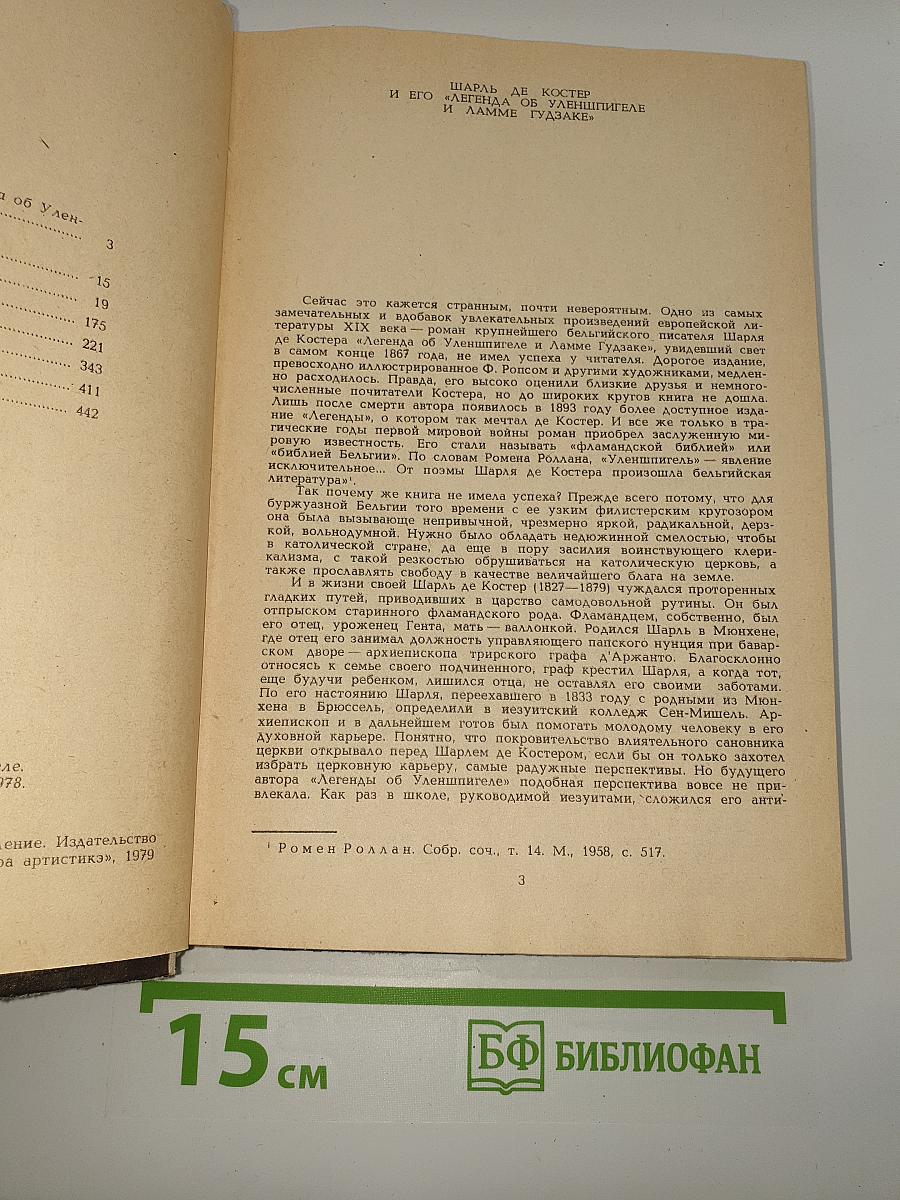 а об Улен-
3
15
19
175
221
343
411
442
ле.
978.
ление. Издательство
ра артистикэ», 1979
ШАРЛЬ ДЕ КОСТЕР
И ЕГО «ЛЕГЕНДА ОБ УЛЕНШПИГЕЛЕ
И ЛАММЕ ГУДЗАКЕ»
Сейчас это кажется странным, почти невероятным. Одно из самых
замечательных и вдобавок увлекательных произведений европейской ли-
тературы XIX века — роман крупнейшего бельгийского писателя Шарля
де Костера «Легенда об Уленшпигеле и Ламме Гудзаке», увидевший свет
в самом конце 1867 года, не имел успеха у читателя. Дорогое издание,
превосходно иллюстрированное Ф. Ропсом и другими художниками, медлен-
но расходилось. Правда, его высоко оценили близкие друзья и немного-
численные почитатели Костера, но до широких кругов книга не дошла.
Лишь после смерти автора появилось в 1893 году более доступное изда-
ние «Легенды», о котором так мечтал де Костер. И все же только в тра-
гические годы первой мировой войны роман приобрел заслуженную ми-
ровую известность. Его стали называть «фламандской библией» или
«библией Бельгии». По словам Ромена Роллана, «Уленшпигель» — явление
исключительное... От поэмы Шарля де Костера произошла бельгийская
литература»¹.
Так почему же книга не имела успеха? Прежде всего потому, что для
буржуазной Бельгии того времени с ее узким филистерским кругозором
она была вызывающе непривычной, чрезмерно яркой, радикальной, дерз-
кой, вольнодумной. Нужно было обладать недюжинной смелостью, чтобы
в католической стране, да еще в пору засилия воинствующего клери-
кализма, с такой резкостью обрушиваться на католическую церковь, а
также прославлять свободу в качестве величайшего блага на земле.
И в жизни своей Шарль де Костер (1827—1879) чуждался проторенных
гладких путей, приводивших в царство самодовольной рутины. Он был
отпрыском старинного фламандского рода. Фламандцем, собственно, был
его отец, уроженец Гента, мать — валлонкой. Родился Шарль в Мюнхене,
где отец его занимал должность управляющего папского нунция при бавар-
ском дворе — архиепископа трирского графа д'Аржанто. Благосклонно
относясь к семье своего подчиненного, граф крестил Шарля, а когда тот,
еще будучи ребенком, лишился отца, не оставлял его своими заботами.
По его настоянию Шарля, переехавшего в 1833 году с родными из Мюн-
хена в Брюссель, определили в иезуитский колледж Сен-Мишель. Ар-
хиепископ и в дальнейшем готов был помогать молодому человеку в его
духовной карьере. Понятно, что покровительство влиятельного сановника
церкви открывало перед Шарлем де Костером, если бы он только захотел
избрать церковную карьеру, самые радужные перспективы. Но будущего
автора «Легенды об Уленшпигеле» подобная перспектива вовсе не при-
влекала. Как раз в школе, руководимой иезуитами, сложился его анти-
¹ Ромен Роллан. Собр. соч., т. 14. М., 1958, с. 517.
3
15 см
БФ БИБЛИОФАН